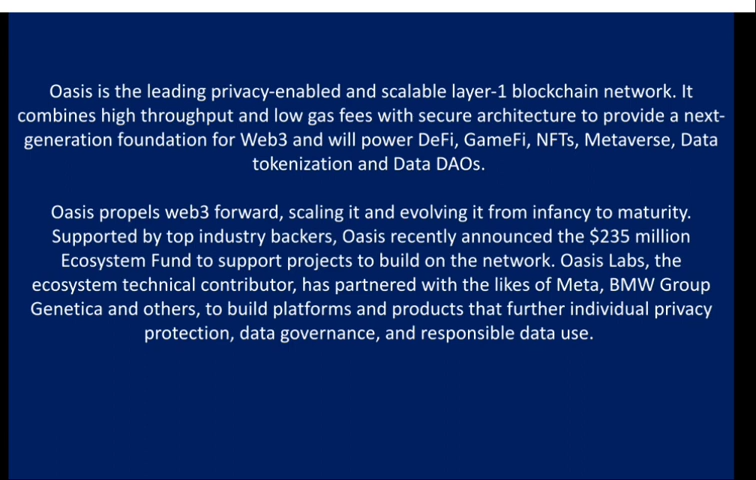 Oasis is the leading privacy-enabled and scalable layer-1 blockchain network. It
combines high throughput and low gas fees with secure architecture to provide a next-
generation foundation for Web3 and will power DeFi, GameFi, NFTs, Metaverse, Data
tokenization and Data DAOs.
Oasis propels web3 forward, scaling it and evolving it from infancy to maturity.
Supported by top industry backers, Oasis recently announced the $235 million
Ecosystem Fund to support projects to build on the network. Oasis Labs, the
ecosystem technical contributor, has partnered with the likes of Meta, BMW Group
Genetica and others, to build platforms and products that further individual privacy
protection, data governance, and responsible data use.